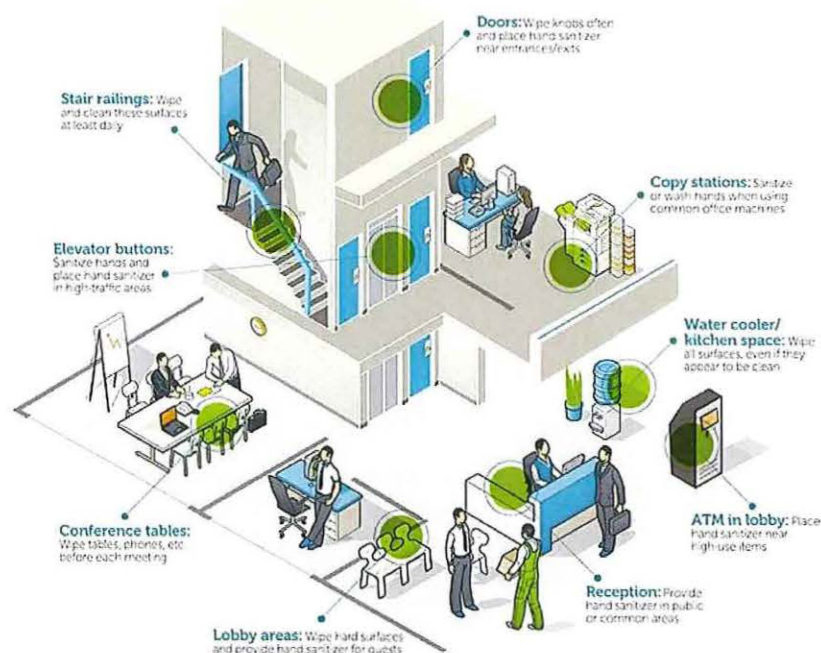 Doors: Wipe knobs often
and place hand sanitizer
near entrances/exits
Stair railings: Wipe
and clean these surfaces
at least daily
Copy stations: Sanitize
or wash hands when using
common office machines
Elevator buttons:
Sanitize hands and
place hand sanitizer
in high-traffic areas
Water cooler/
kitchen space: Wipe
all surfaces, even if they
appear to be clean
Conference tables:
Wipe tables, phones, etc
before each meeting
ATM in lobby: Place
hand sanitizer near
high-use items
Reception: Provide
hand sanitizer in public
or common areas
Lobby areas: Wipe hard surfaces
and provide hand sanitizer for guests